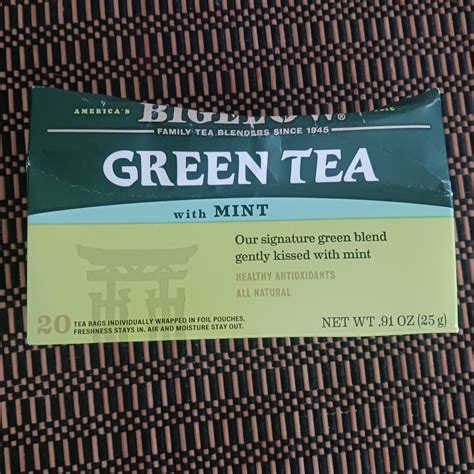 AMERICA'S
BIGELOW®
FAMILY TEA BLENDERS SINCE 1945
GREEN TEA
with MINT
Our signature green blend
gently kissed with mint
HEALTHY ANTIOXIDANTS
ALL NATURAL
20 TEA BAGS INDIVIDUALLY WRAPPED IN FOIL POUCHES.
FRESHNESS STAYS IN. AIR AND MOISTURE STAY OUT.
NET WT .91 OZ (25 g)